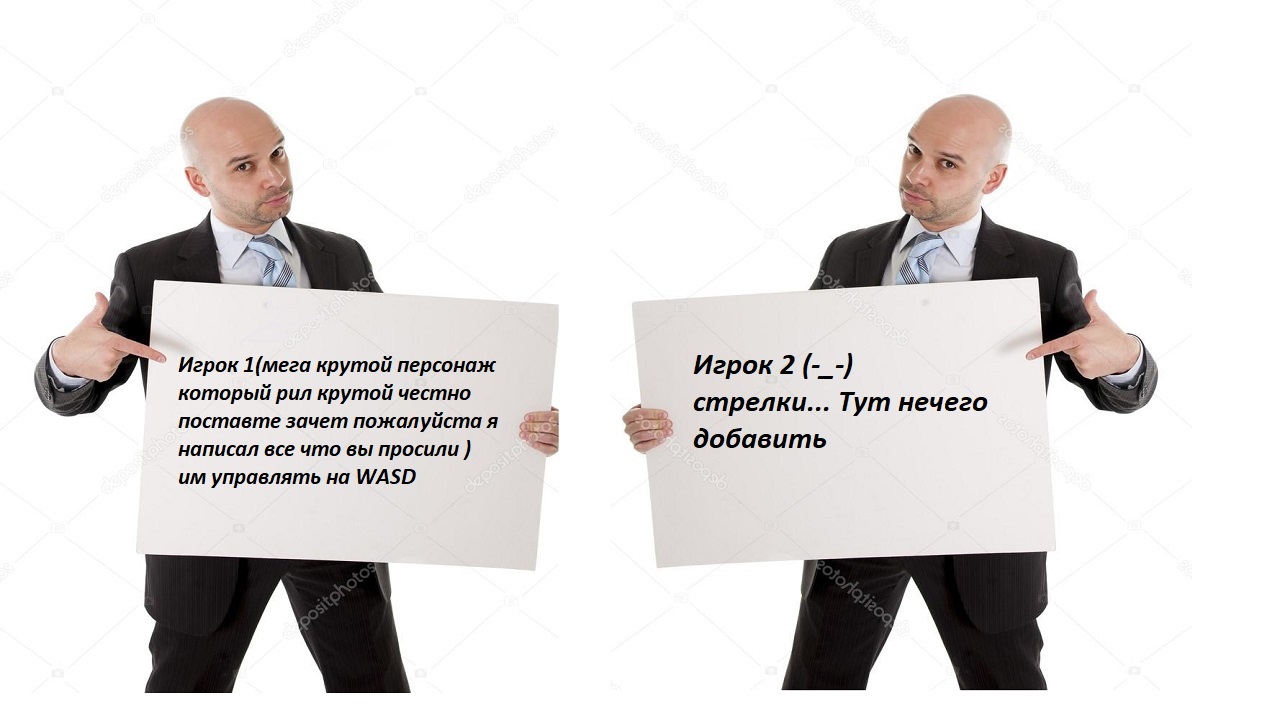 Игрок 1(мега крутой персонаж
который рил крутой честно
поставте зачет пожалуйста я
написал все что вы просили )
им управлять на WASD
Игрок 2 (-_-)
стрелки... Тут нечего
добавить
depositphotos